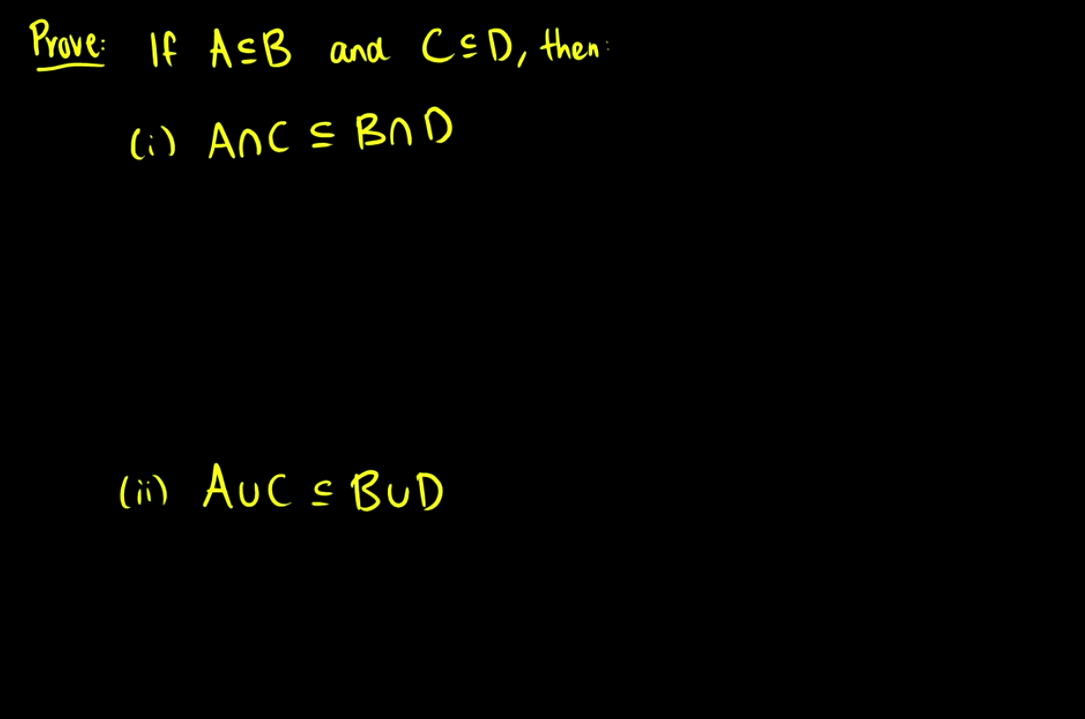 Prove: If A⊆B and C⊆D, then:
(i) A∩C ⊆ B∩D
(ii) A∪C ⊆ B∪D